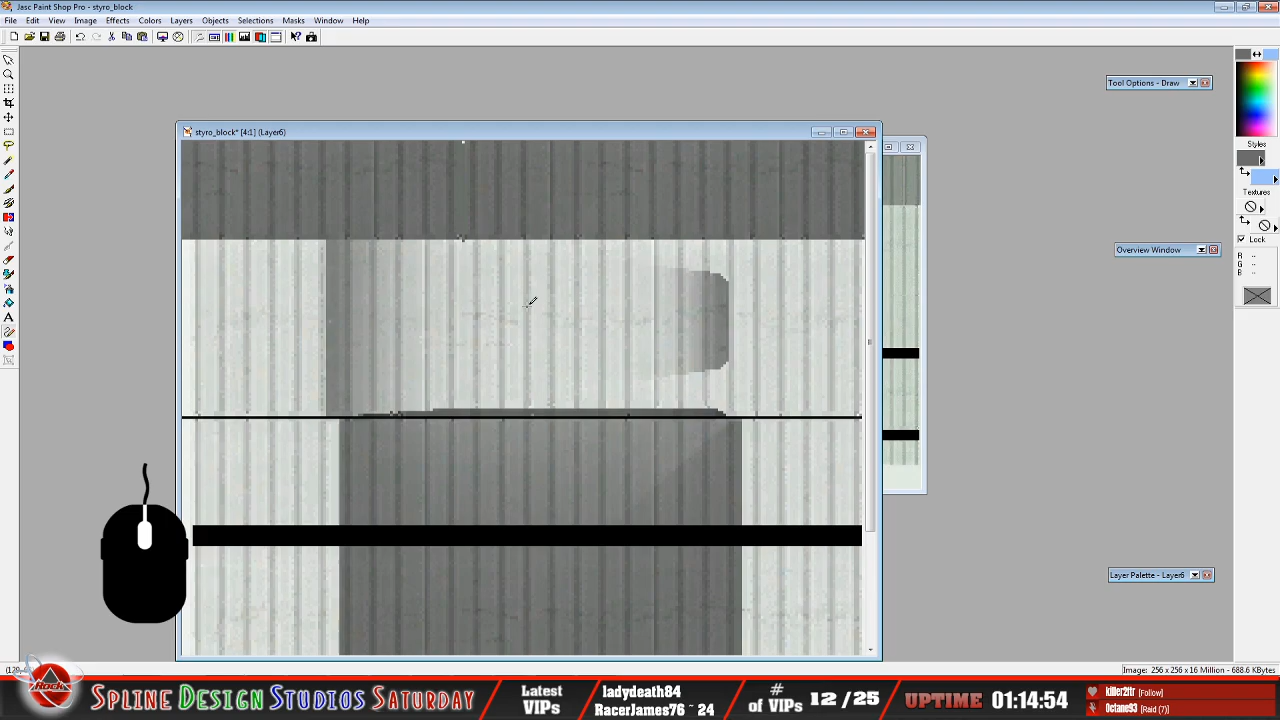 Jasc Paint Shop Pro - styro_block
File Edit View Image Effects Colors Layers Objects Selections Masks Window Help
Tool Options - Draw
styro_block* [4:1] (Layer6)
Styles
Textures
Lock
R --
G --
B --
Overview Window
Layer Palette - Layer6
Image: 256 x 256 x 16 Million - 688.6 KBytes
Rock
SPLINE DESIGN STUDIOS SATURDAY
Latest
VIPs
ladydeath84
RacerJames76 ~ 24
#
of VIPs
12 / 25
UPTIME
01:14:54
killer2ltr [Follow]
Octane93 [Raid (7)]